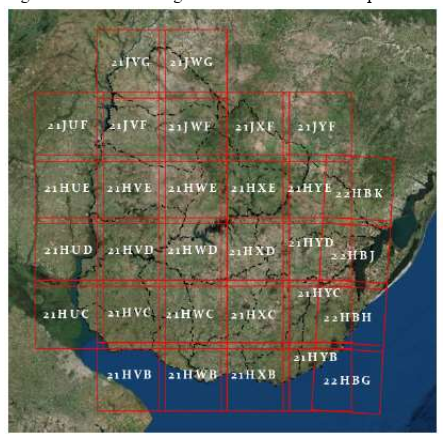 21JVG 21JWG
21JUF 21JVF 21JWF 21JXF 21JYF
21HUE 21HVE 21HWE 21HXE 21HYE 22HBK
21HUD 21HVD 21HWD 21HXD 21HYD 22HBJ
21HUC 21HVC 21HWC 21HXC 21HYC 22HBH
21HVB 21HWB 21HXB 21HYB 22HBG